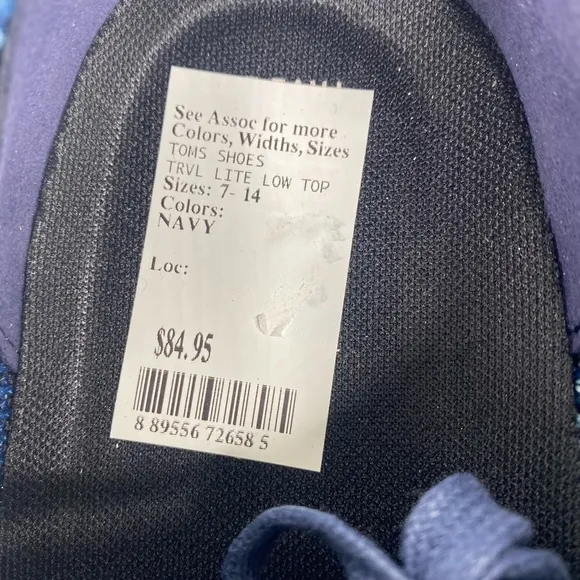 See Assoc for more
Colors, Widths, Sizes
TOMS SHOES
TRVL LITE LOW TOP
Sizes: 7- 14
Colors:
NAVY
Loc:
$84.95
8 89556 72658 5